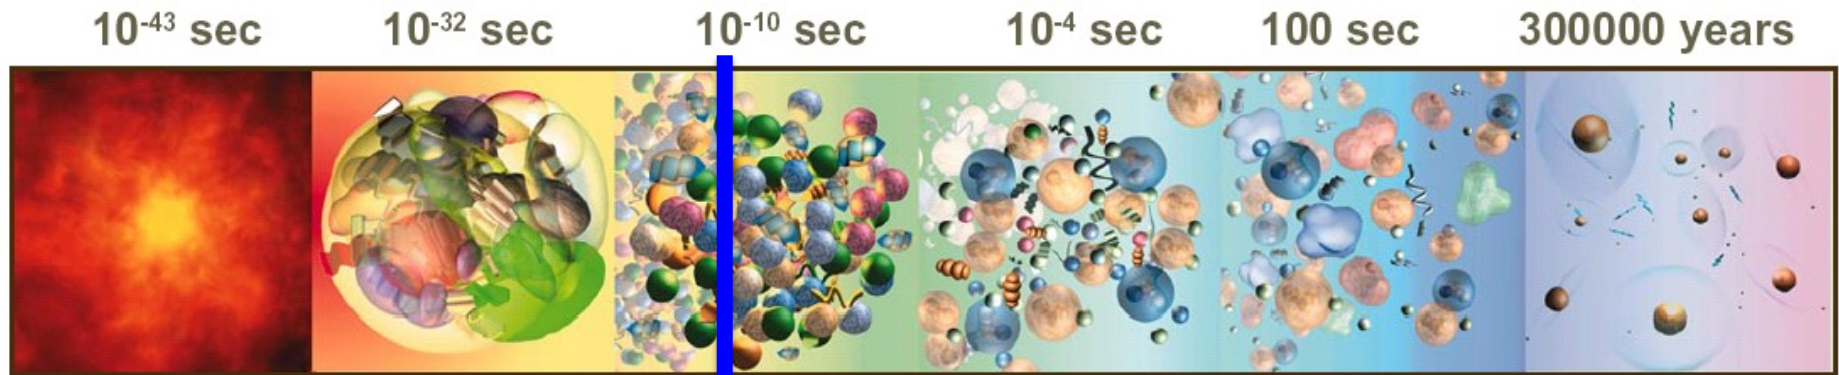 10⁻⁴³ sec 10⁻³² sec 10⁻¹⁰ sec 10⁻⁴ sec 100 sec 300000 years